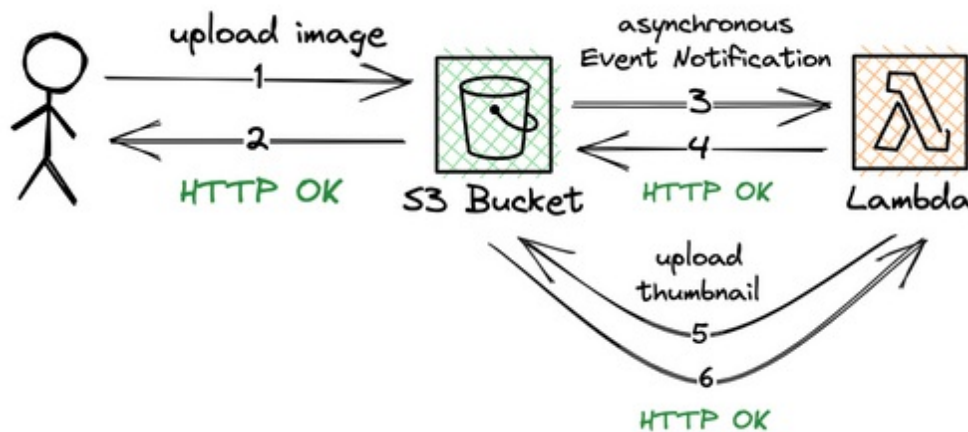 upload image
1
2
HTTP OK
S3 Bucket
asynchronous
Event Notification
3
4
HTTP OK
Lambda
upload
thumbnail
5
6
HTTP OK